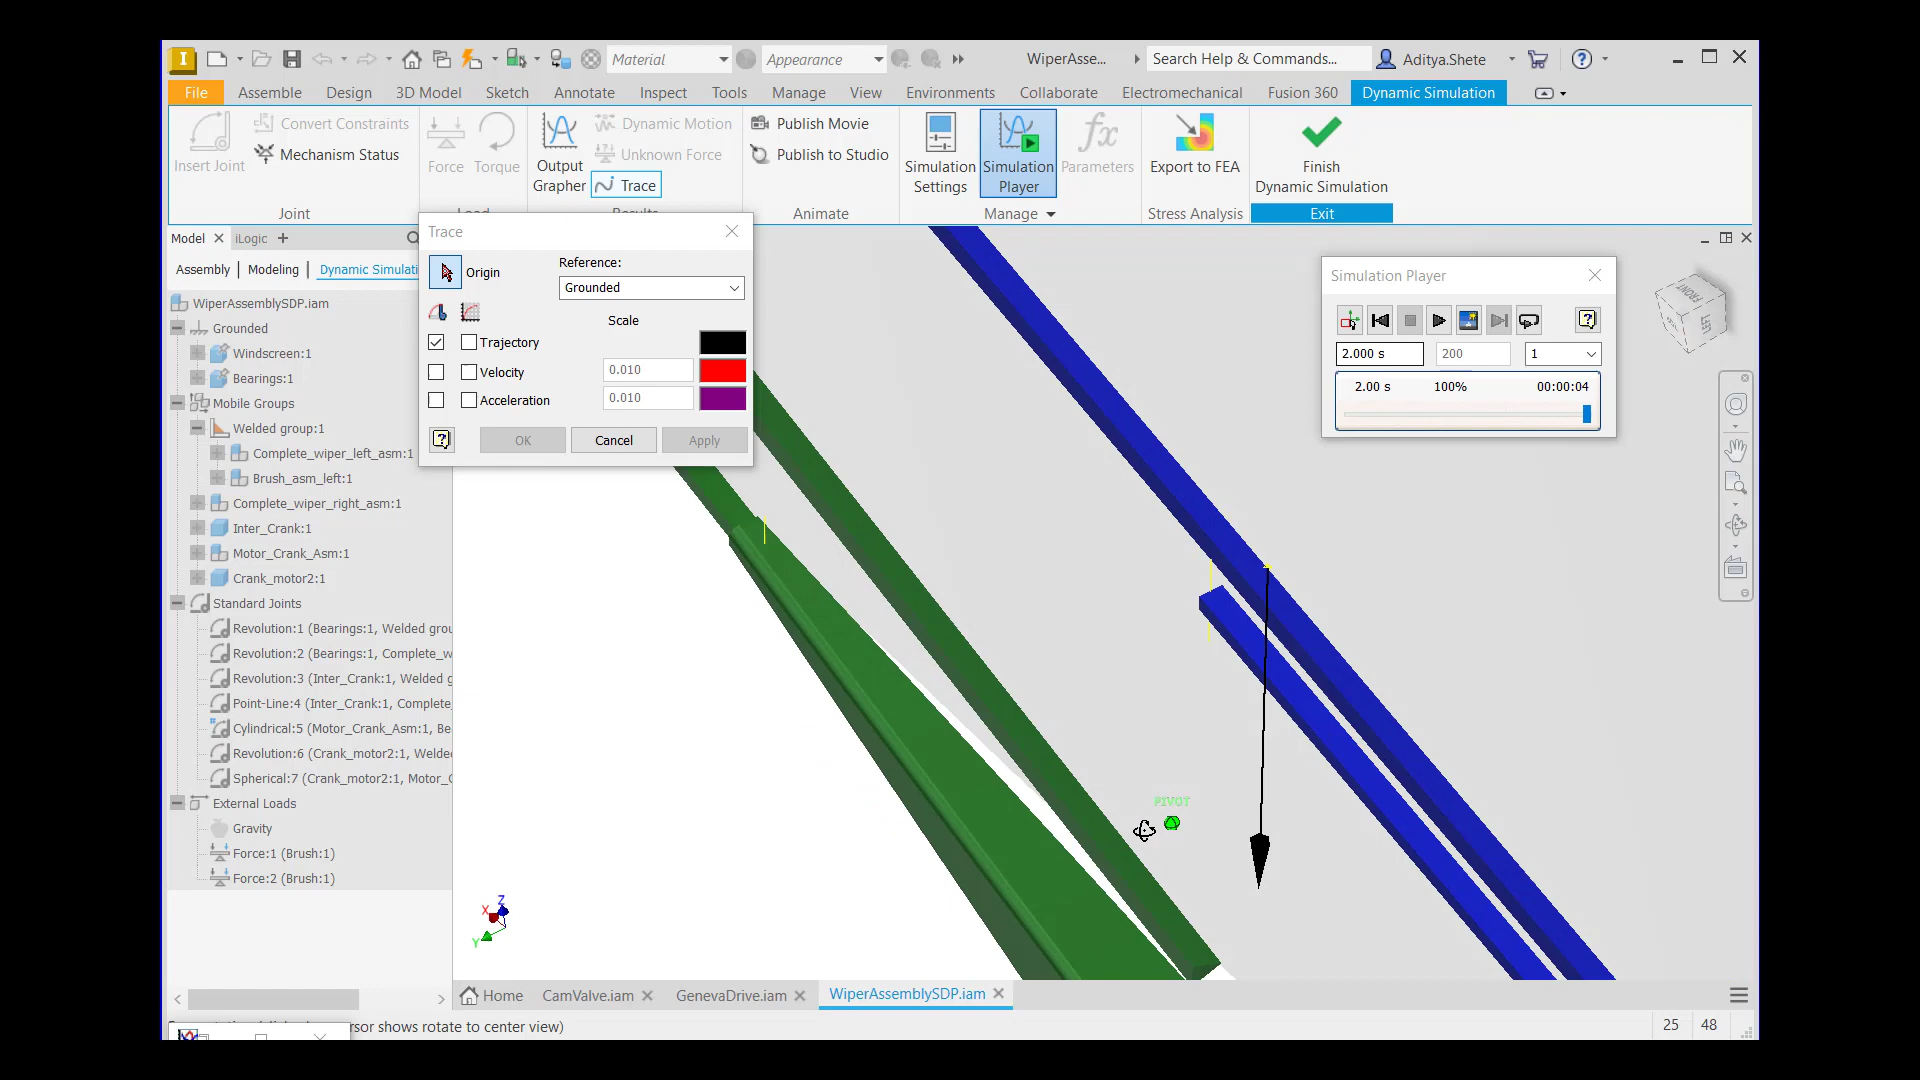 I
Material
Appearance
WiperAsse...
Search Help & Commands...
Aditya.Shete
?
File Assemble Design 3D Model Sketch Annotate Inspect Tools Manage View Environments Collaborate Electromechanical Fusion 360 Dynamic Simulation
Insert Joint
Convert Constraints
Mechanism Status
Joint
Force
Torque
Output Grapher
Dynamic Motion
Unknown Force
Trace
Publish Movie
Publish to Studio
Animate
Simulation Settings
Simulation Player
fx
Parameters
Manage
Export to FEA
Stress Analysis
Finish
Dynamic Simulation
Exit
Model iLogic +
Assembly | Modeling | Dynamic Simulati
WiperAssemblySDP.iam
Grounded
Windscreen:1
Bearings:1
Mobile Groups
Welded group:1
Complete_wiper_left_asm:1
Brush_asm_left:1
Complete_wiper_right_asm:1
Inter_Crank:1
Motor_Crank_Asm:1
Crank_motor2:1
Standard Joints
Revolution:1 (Bearings:1, Welded grou
Revolution:2 (Bearings:1, Complete_w
Revolution:3 (Inter_Crank:1, Welded g
Point-Line:4 (Inter_Crank:1, Complete_
Cylindrical:5 (Motor_Crank_Asm:1, Be
Revolution:6 (Crank_motor2:1, Welded
Spherical:7 (Crank_motor2:1, Motor_C
External Loads
Gravity
Force:1 (Brush:1)
Force:2 (Brush:1)
Trace
Origin
Reference:
Grounded
Scale
Trajectory
Velocity 0.010
Acceleration 0.010
?
OK Cancel Apply
Simulation Player
?
2.000 s 200 1
2.00 s 100% 00:00:04
FRONT
LEFT
PIVOT
Z
X
Y
Home CamValve.iam GenevaDrive.iam WiperAssemblySDP.iam
rsor shows rotate to center view)
25 48